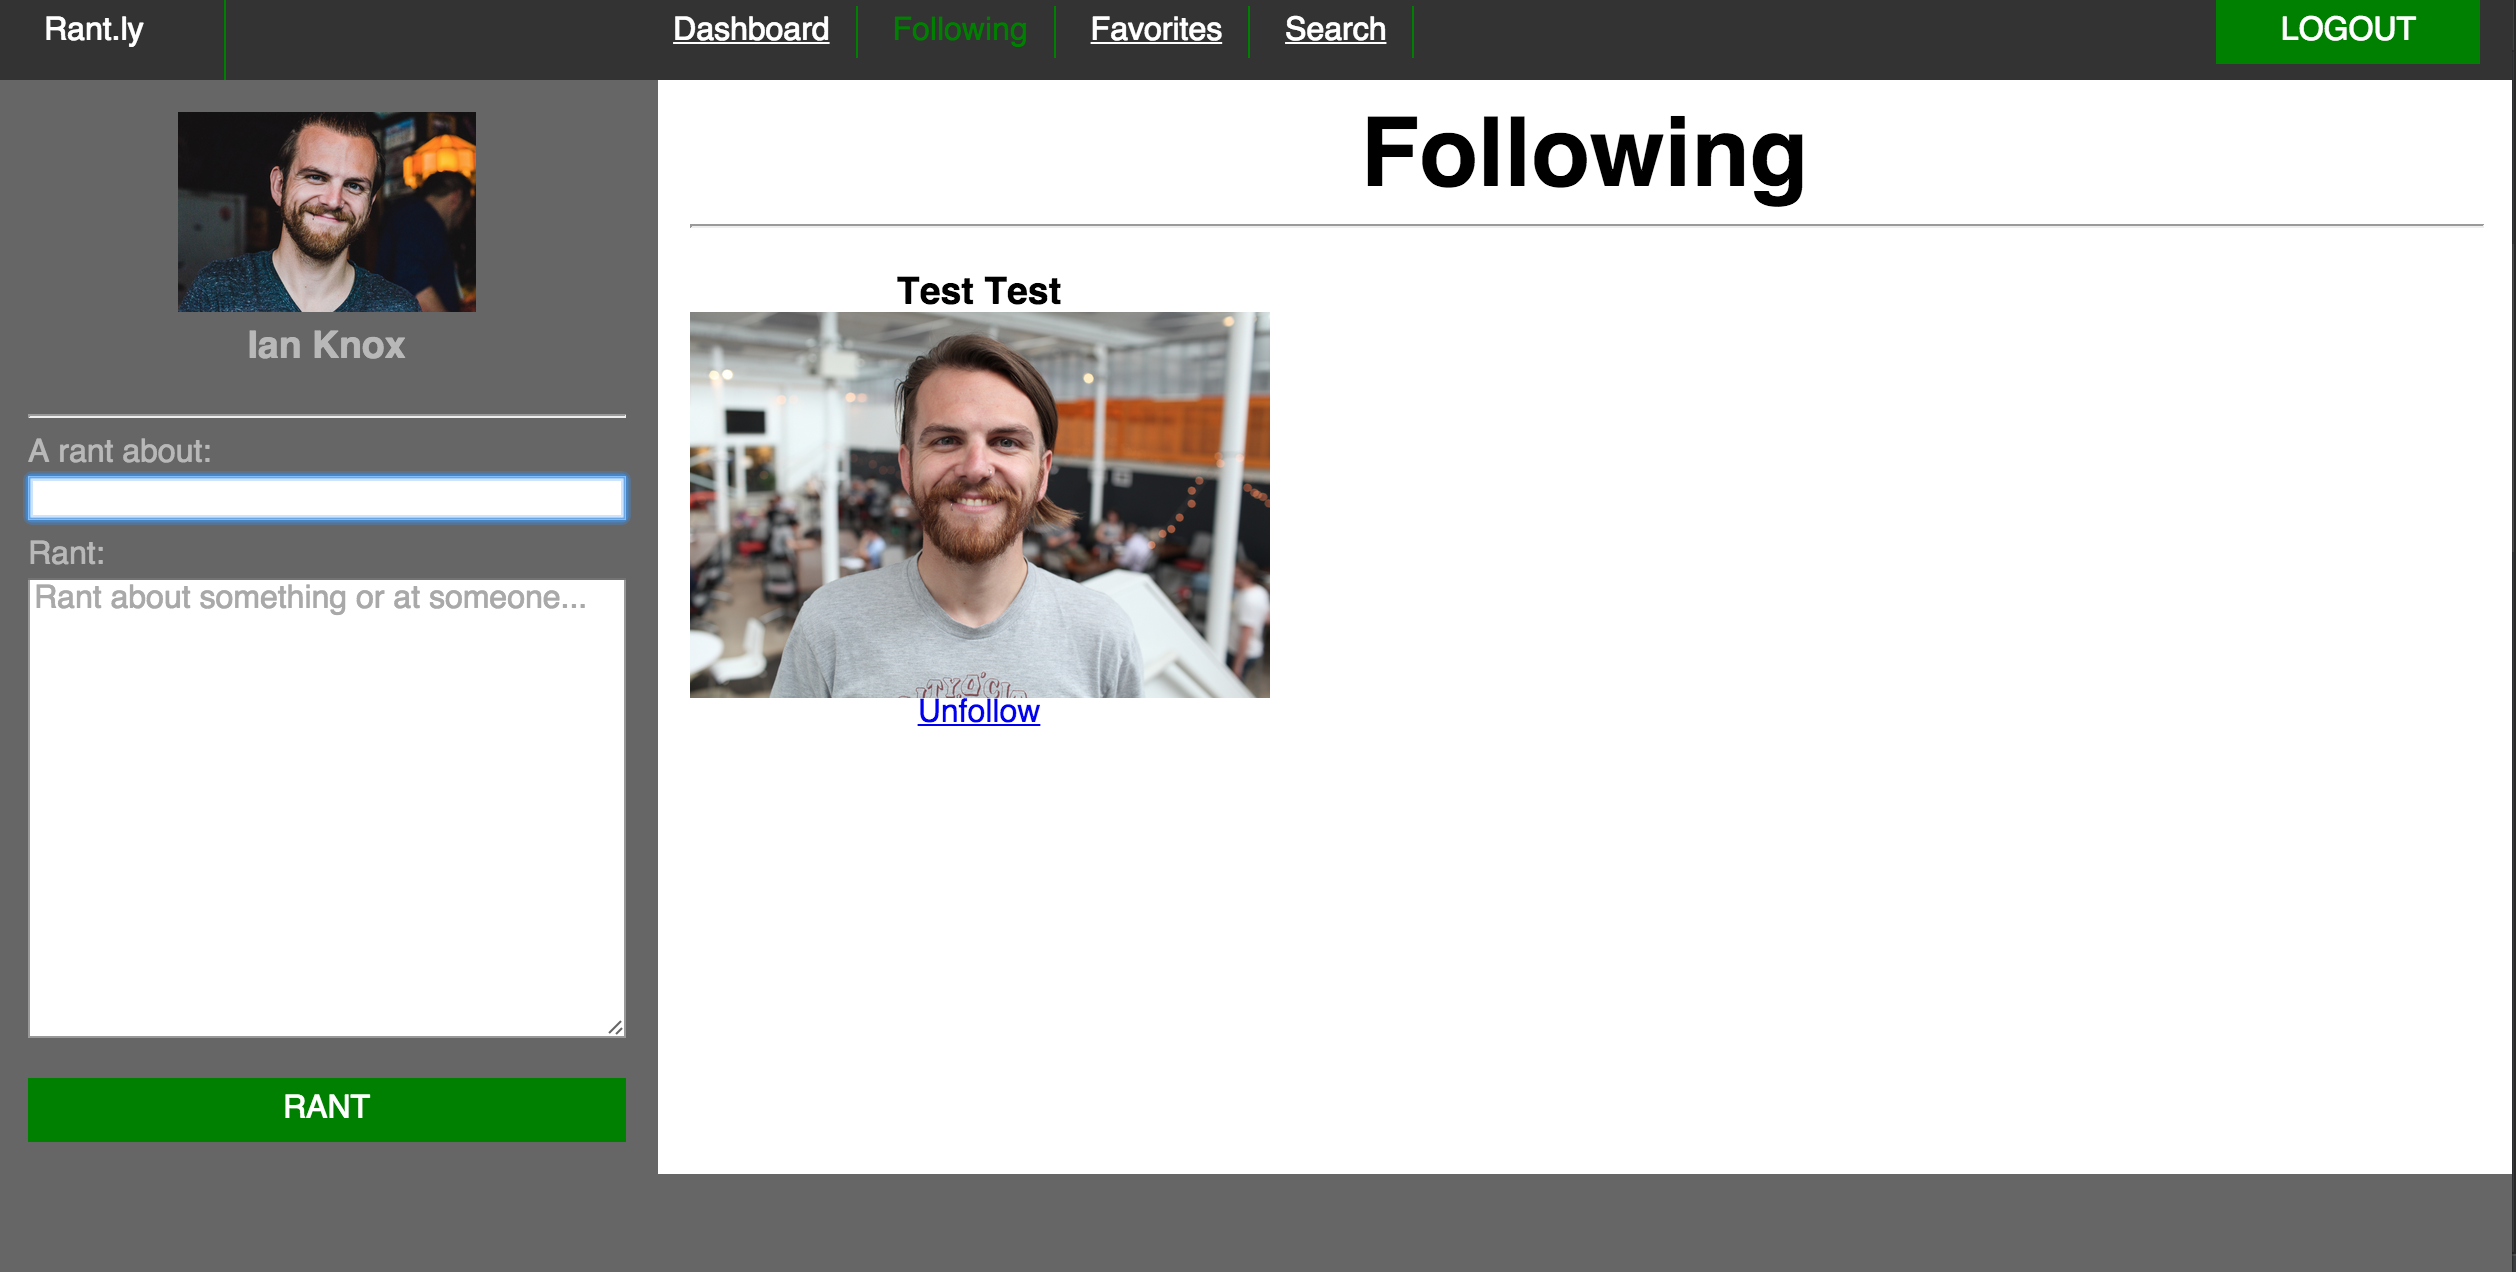 Rant.ly
Dashboard
Following
Favorites
Search
LOGOUT
Ian Knox
A rant about:
Rant:
Rant about something or at someone...
RANT
Following
Test Test
Unfollow